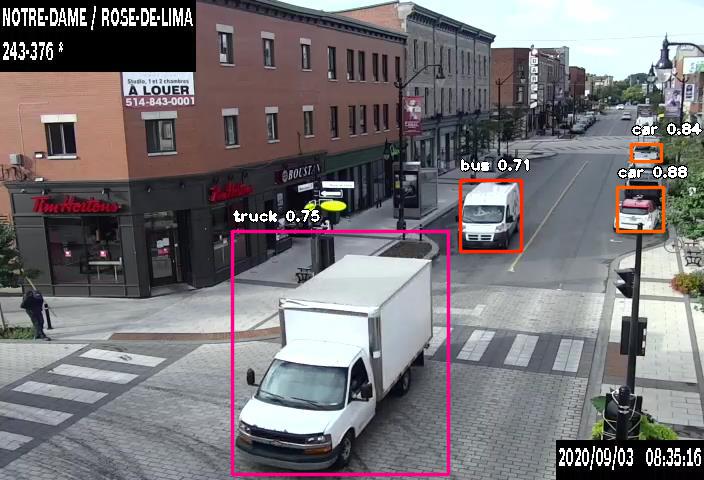 NOTRE-DAME / ROSE-DE-LIMA
243-376 *
Studio, 1 et 2 chambres
À LOUER
514-843-0001
Tim Hortons
Tim Hortons
BOUSTAN
truck 0.75
bus 0.71
car 0.84
car 0.88
2020/09/03 08:35:16